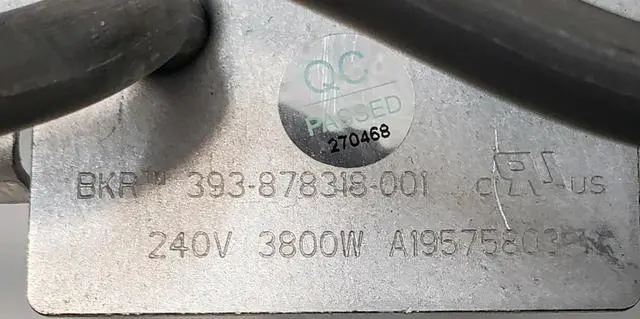 QC
PASSED
270468
BKR™ 393-878318-001 c US
240V 3800W A19575803